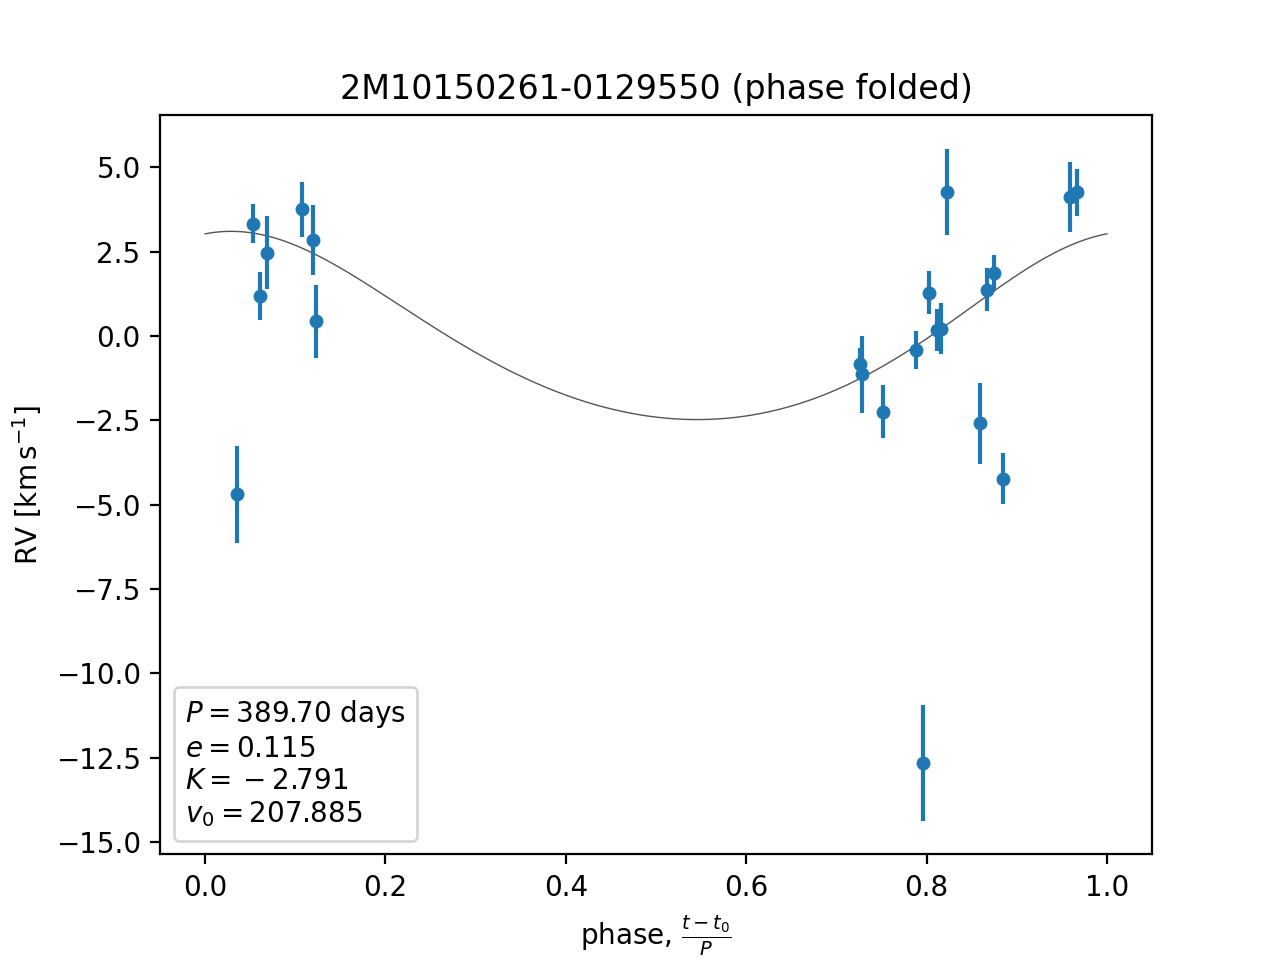 2M10150261-0129550 (phase folded)
5.0
2.5
0.0
−2.5
−5.0
−7.5
−10.0
−12.5
−15.0
RV [km s⁻¹]
P = 389.70 days
e = 0.115
K = −2.791
v₀ = 207.885
0.0 0.2 0.4 0.6 0.8 1.0
phase, (t − t₀)/P